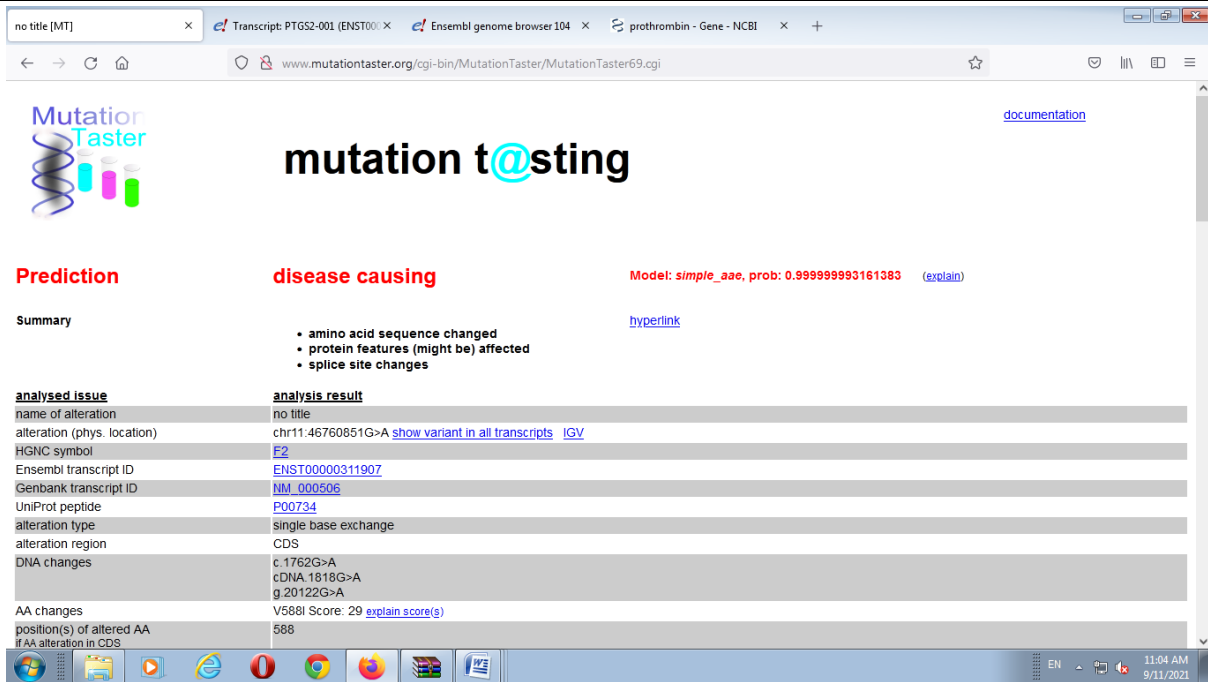 no title [MT]
Transcript: PTGS2-001 (ENST000
Ensembl genome browser 104
prothrombin - Gene - NCBI
www.mutationtaster.org/cgi-bin/MutationTaster/MutationTaster69.cgi
Mutation
Taster
documentation
mutation t@sting
Prediction disease causing Model: simple_aae, prob: 0.999999993161383 (explain)
Summary hyperlink
• amino acid sequence changed
• protein features (might be) affected
• splice site changes
analysed issue analysis result
name of alteration no title
alteration (phys. location) chr11:46760851G>A show variant in all transcripts IGV
HGNC symbol F2
Ensembl transcript ID ENST00000311907
Genbank transcript ID NM_000506
UniProt peptide P00734
alteration type single base exchange
alteration region CDS
DNA changes c.1762G>A
cDNA.1818G>A
g.20122G>A
AA changes V588I Score: 29 explain score(s)
position(s) of altered AA 588
if AA alteration in CDS
EN 11:04 AM
9/11/2021